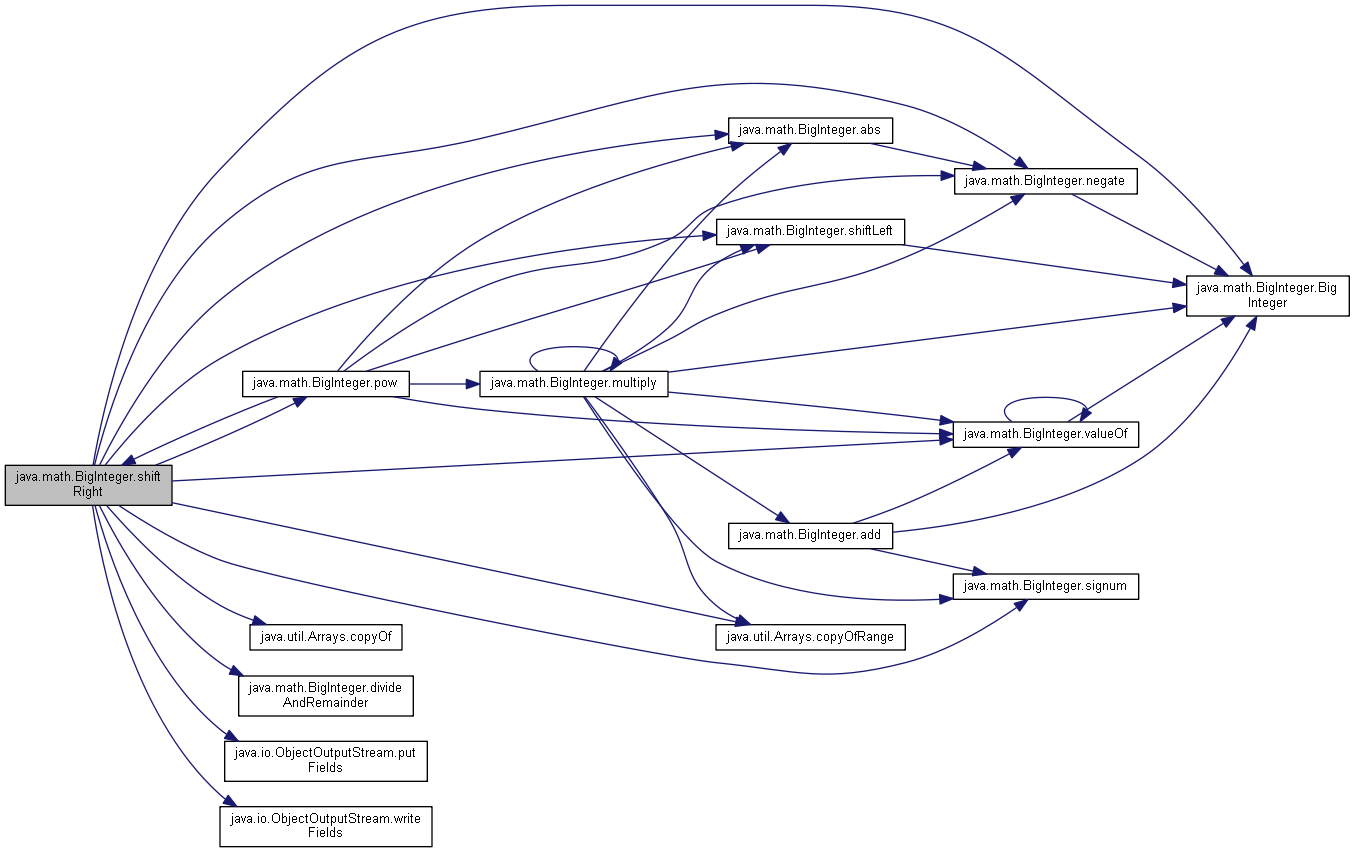 java.math.BigInteger.abs
java.math.BigInteger.negate
java.math.BigInteger.shiftLeft
java.math.BigInteger.Big
Integer
java.math.BigInteger.pow
java.math.BigInteger.multiply
java.math.BigInteger.valueOf
java.math.BigInteger.shift
Right
java.math.BigInteger.add
java.math.BigInteger.signum
java.util.Arrays.copyOf
java.util.Arrays.copyOfRange
java.math.BigInteger.divide
AndRemainder
java.io.ObjectOutputStream.put
Fields
java.io.ObjectOutputStream.write
Fields